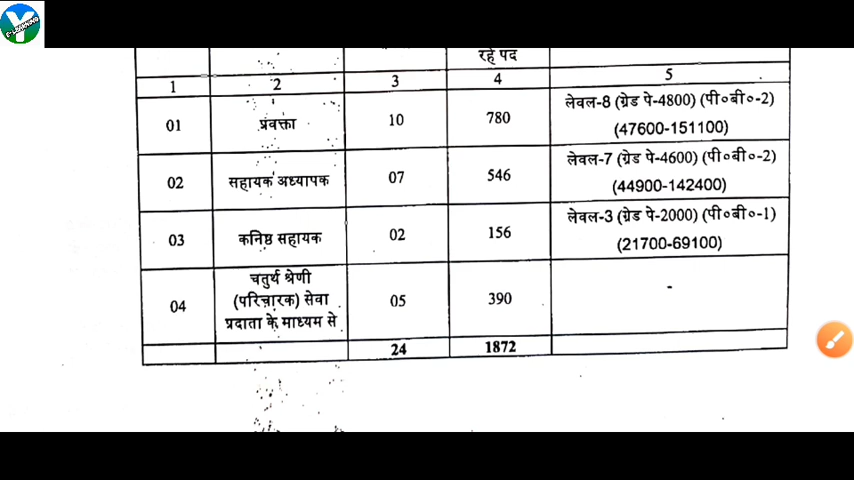 Y
E-LEARNING
रहे पद
1 2 3 4 5
01 प्रवक्ता 10 780 लेवल-8 (ग्रेड पे-4800) (पी०बी०-2)
(47600-151100)
02 सहायक अध्यापक 07 546 लेवल-7 (ग्रेड पे-4600) (पी०बी०-2)
(44900-142400)
03 कनिष्ठ सहायक 02 156 लेवल-3 (ग्रेड पे-2000) (पी०बी०-1)
(21700-69100)
चतुर्थ श्रेणी
04 (परिचारक) सेवा 05 390 -
प्रदाता के माध्यम से
24 1872